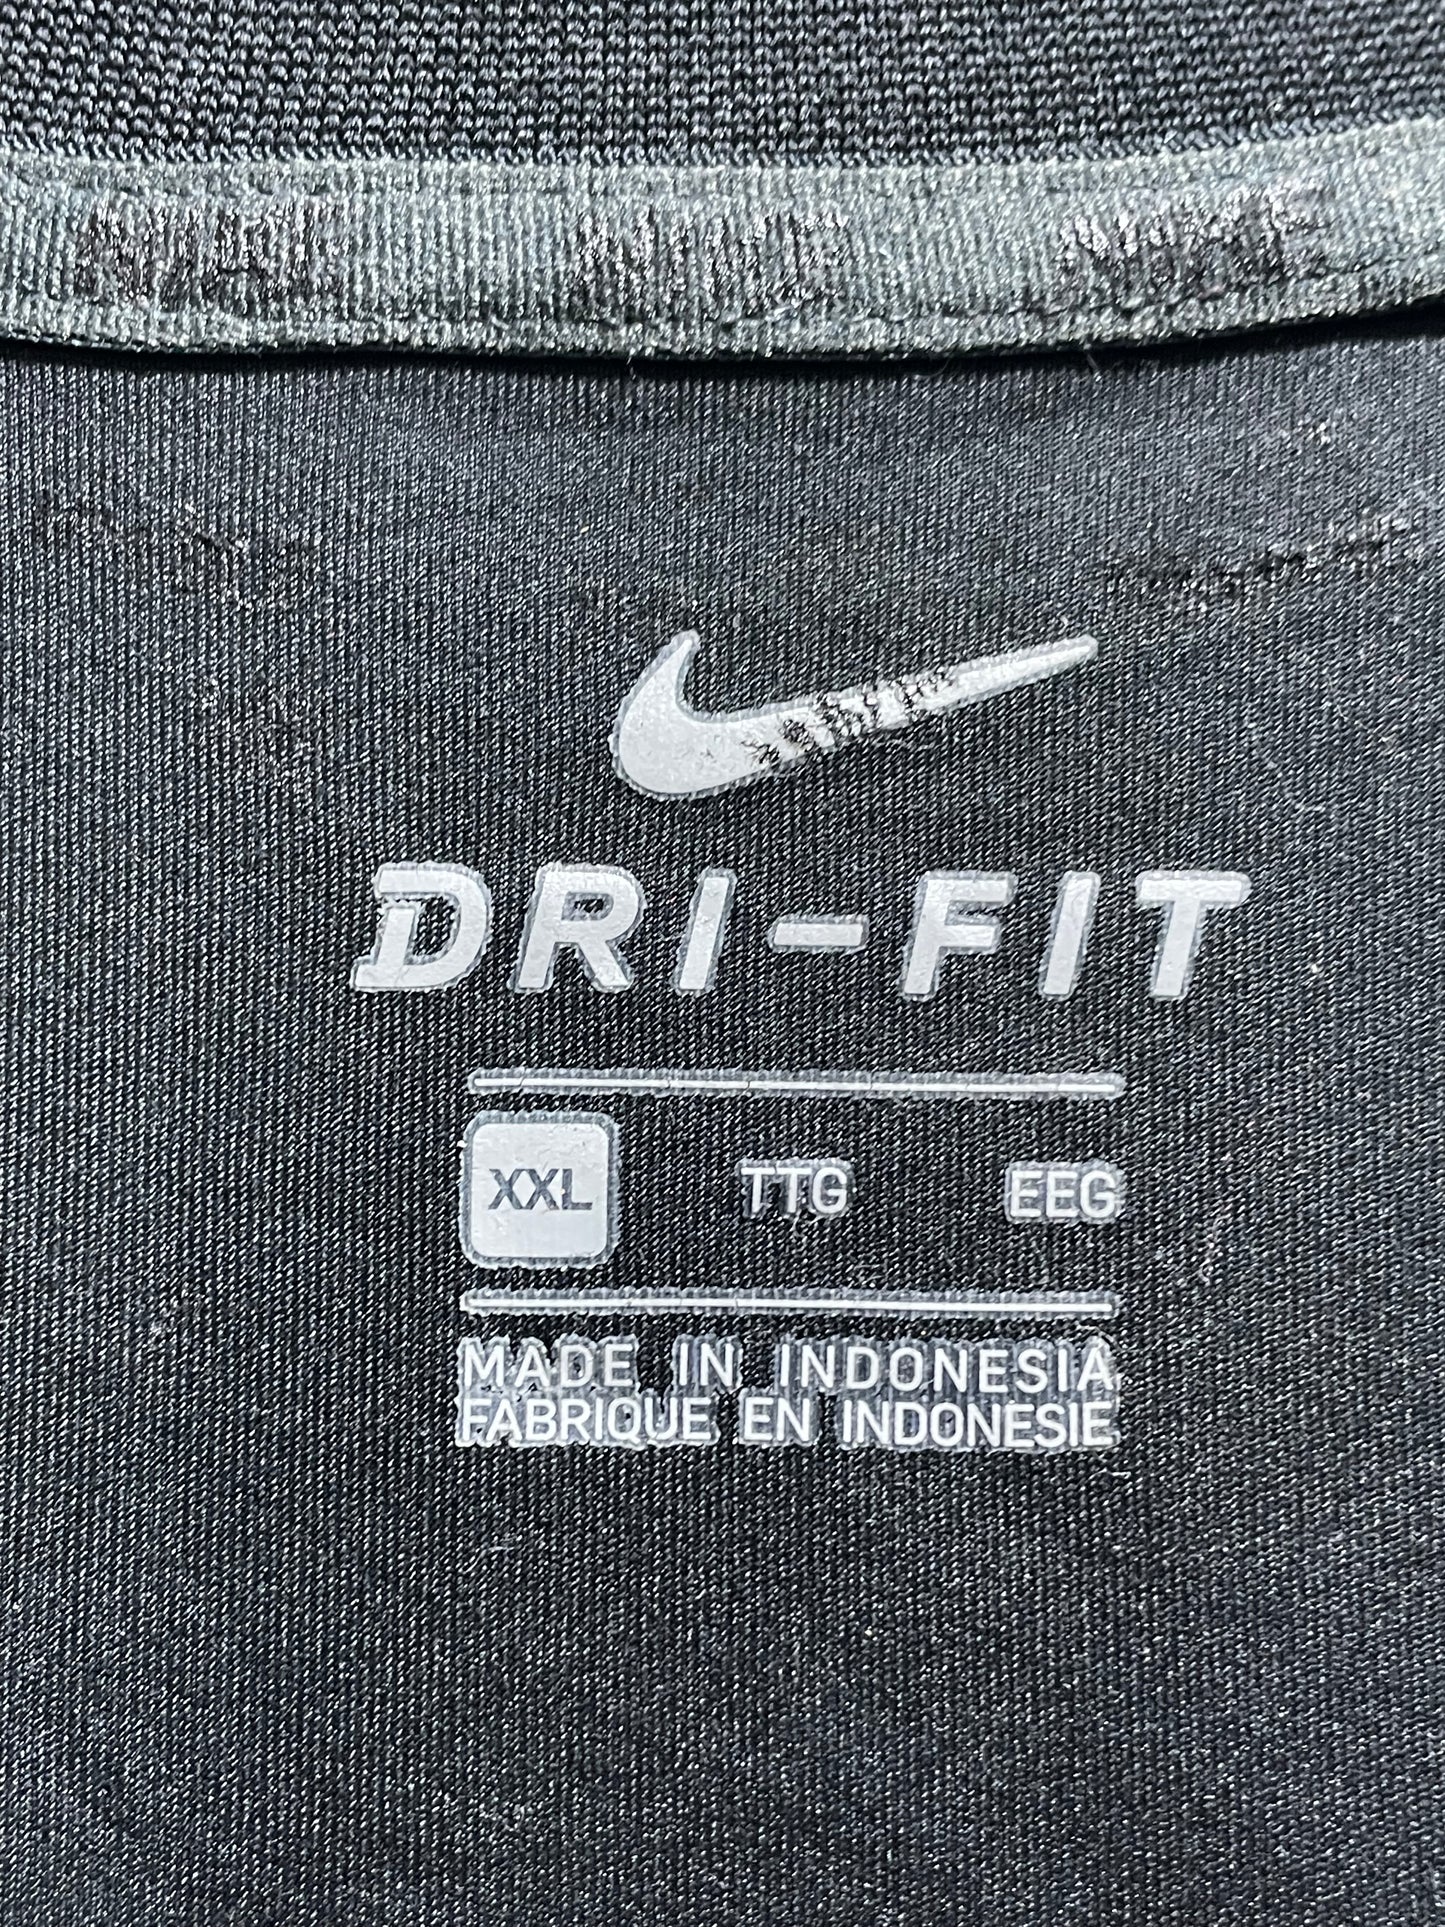 DRI-FIT
XXL TTG EEG
MADE IN INDONESIA
FABRIQUE EN INDONESIE